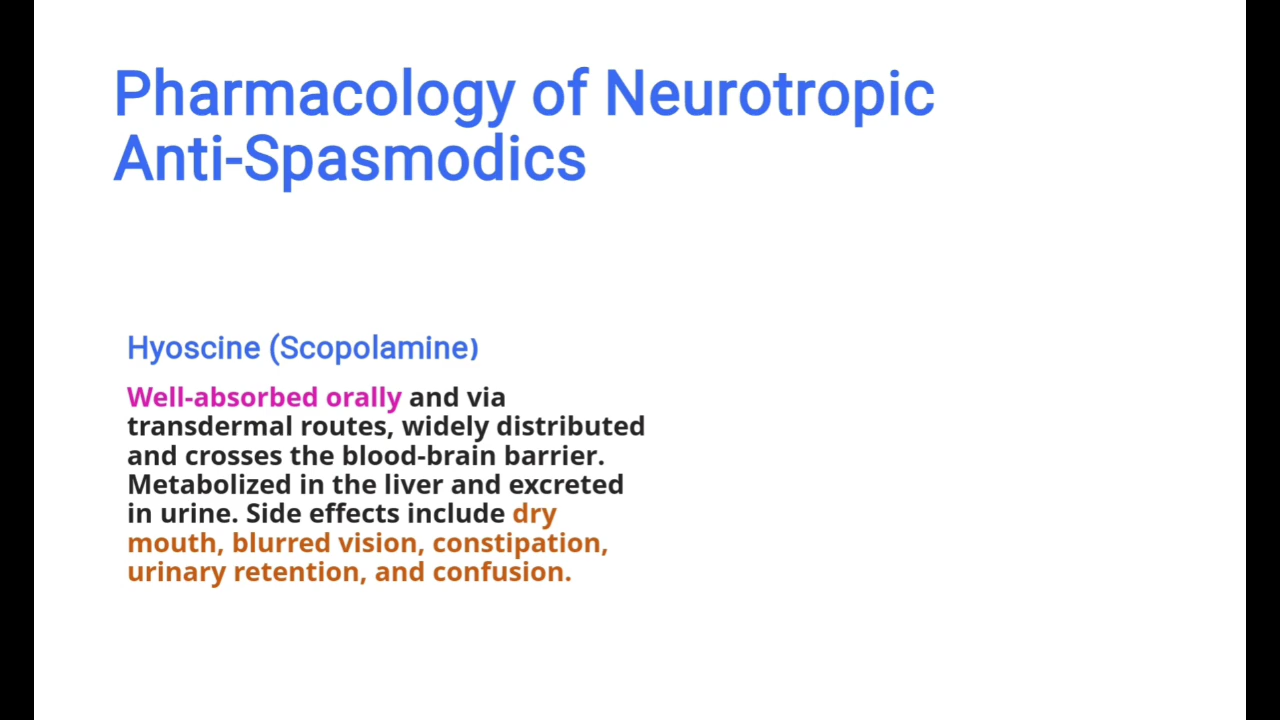 Pharmacology of Neurotropic
Anti-Spasmodics
Hyoscine (Scopolamine)
Well-absorbed orally and via
transdermal routes, widely distributed
and crosses the blood-brain barrier.
Metabolized in the liver and excreted
in urine. Side effects include dry
mouth, blurred vision, constipation,
urinary retention, and confusion.